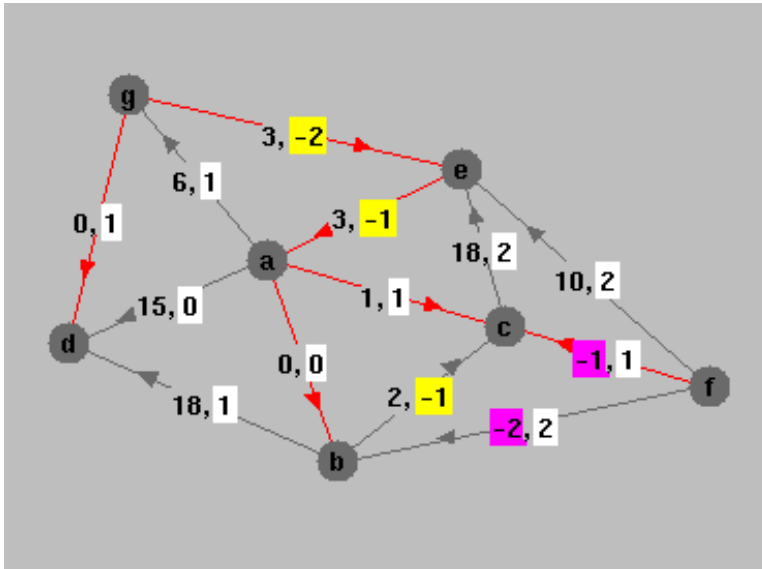 g
3, -2
e
6, 1
0, 1
3, -1
18, 2
a
10, 2
15, 0
1, 1
c
d
-1, 1
f
0, 0
18, 1
2, -1
-2, 2
b